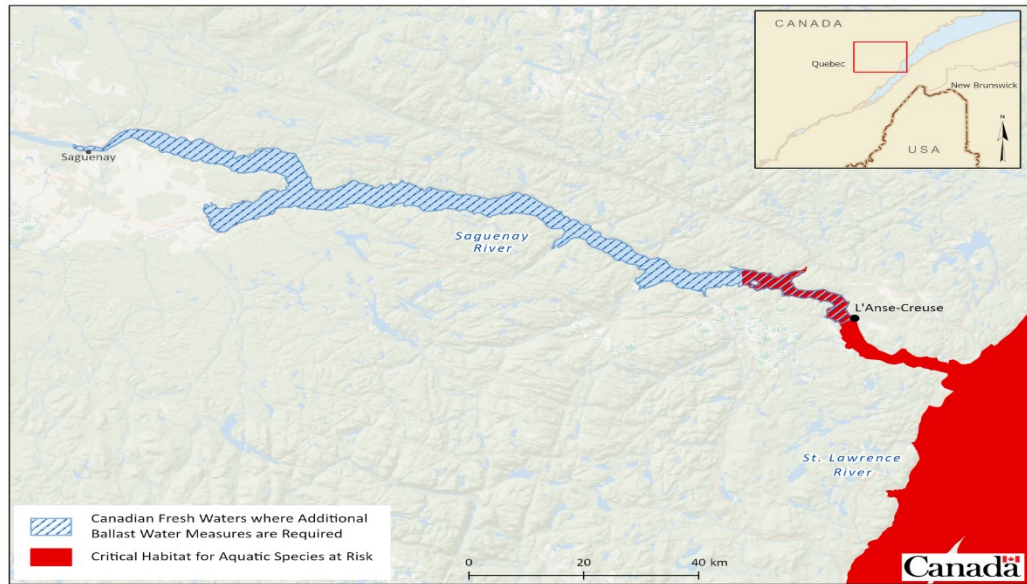 CANADA
Quebec
New Brunswick
N
USA
Saguenay
Saguenay
River
L'Anse-Creuse
St. Lawrence
River
Canadian Fresh Waters where Additional
Ballast Water Measures are Required
Critical Habitat for Aquatic Species at Risk
0 20 40 km
Canada